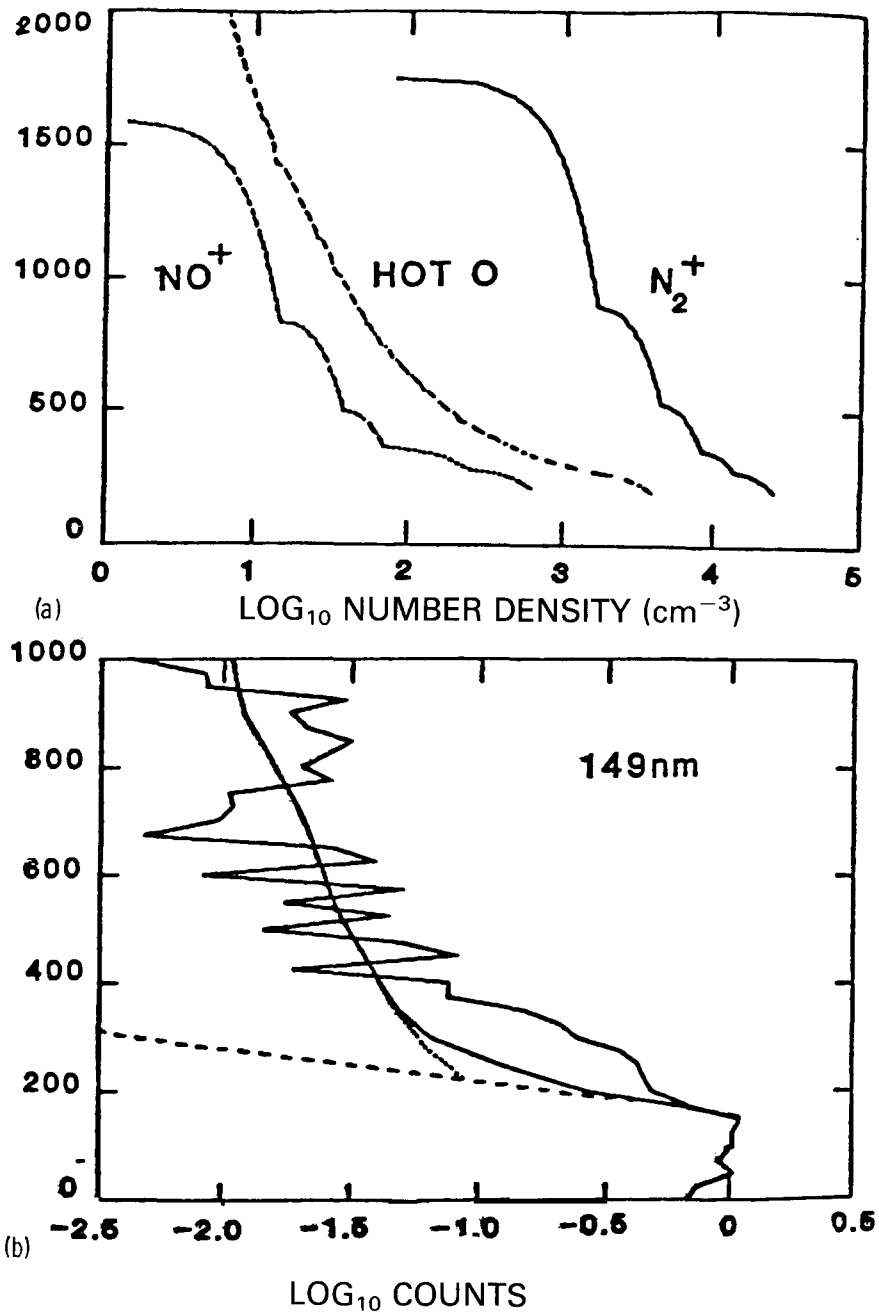 2000
1500
1000
500
0
NO+
HOT O
N2+
0 1 2 3 4 5
(a)
LOG10 NUMBER DENSITY (cm−3)
1000
800
600
400
200
0
149nm
−2.5 −2.0 −1.5 −1.0 −0.5 0 0.5
(b)
LOG10 COUNTS